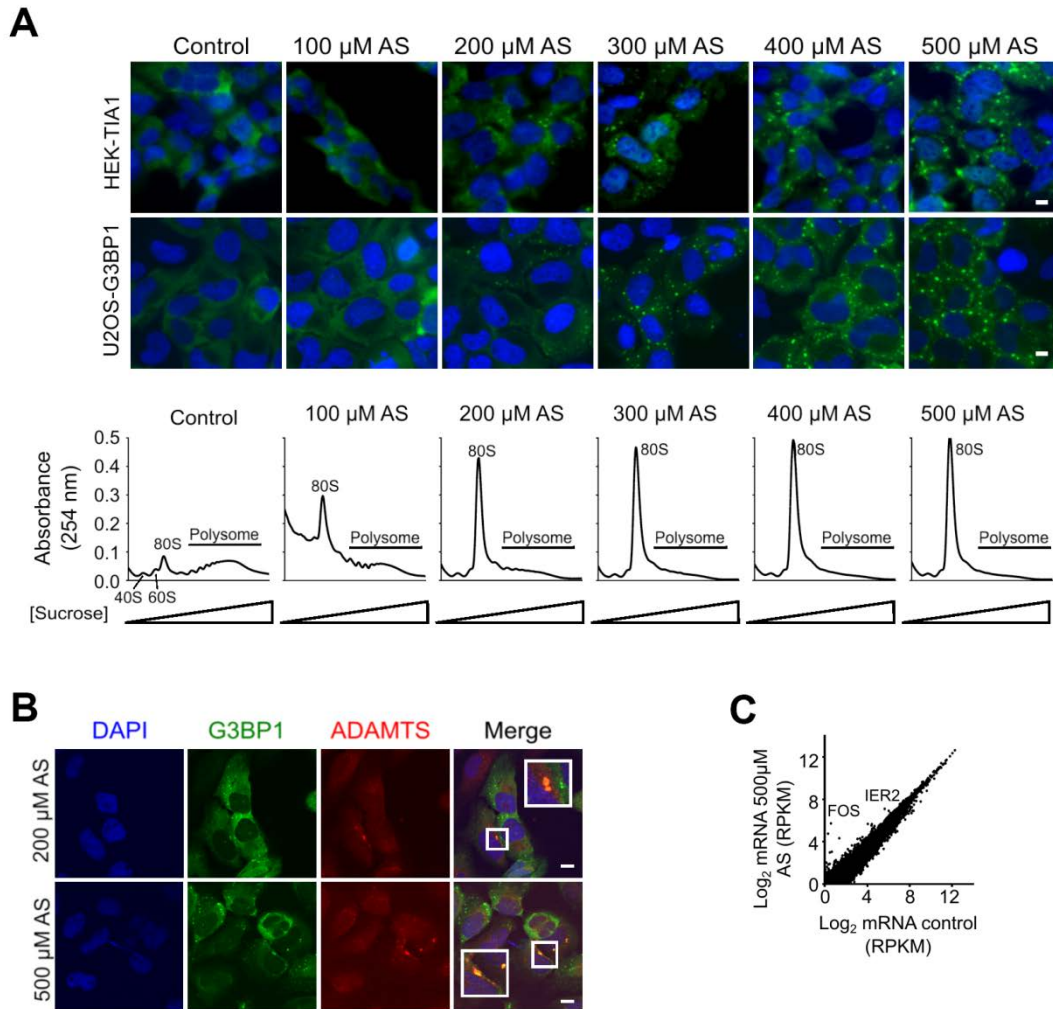 A
Control 100 µM AS 200 µM AS 300 µM AS 400 µM AS 500 µM AS
HEK-TIA1
U2OS-G3BP1
Control 100 µM AS 200 µM AS 300 µM AS 400 µM AS 500 µM AS
Absorbance
(254 nm)
0.5
0.4
0.3
0.2
0.1
0.0
80S
Polysome
40S 60S
80S
Polysome
80S
Polysome
80S
Polysome
80S
Polysome
80S
Polysome
[Sucrose]
B
DAPI G3BP1 ADAMTS Merge
200 µM AS
500 µM AS
C
Log2 mRNA 500µM
AS (RPKM)
12
8
4
0
FOS IER2
0 4 8 12
Log2 mRNA control
(RPKM)